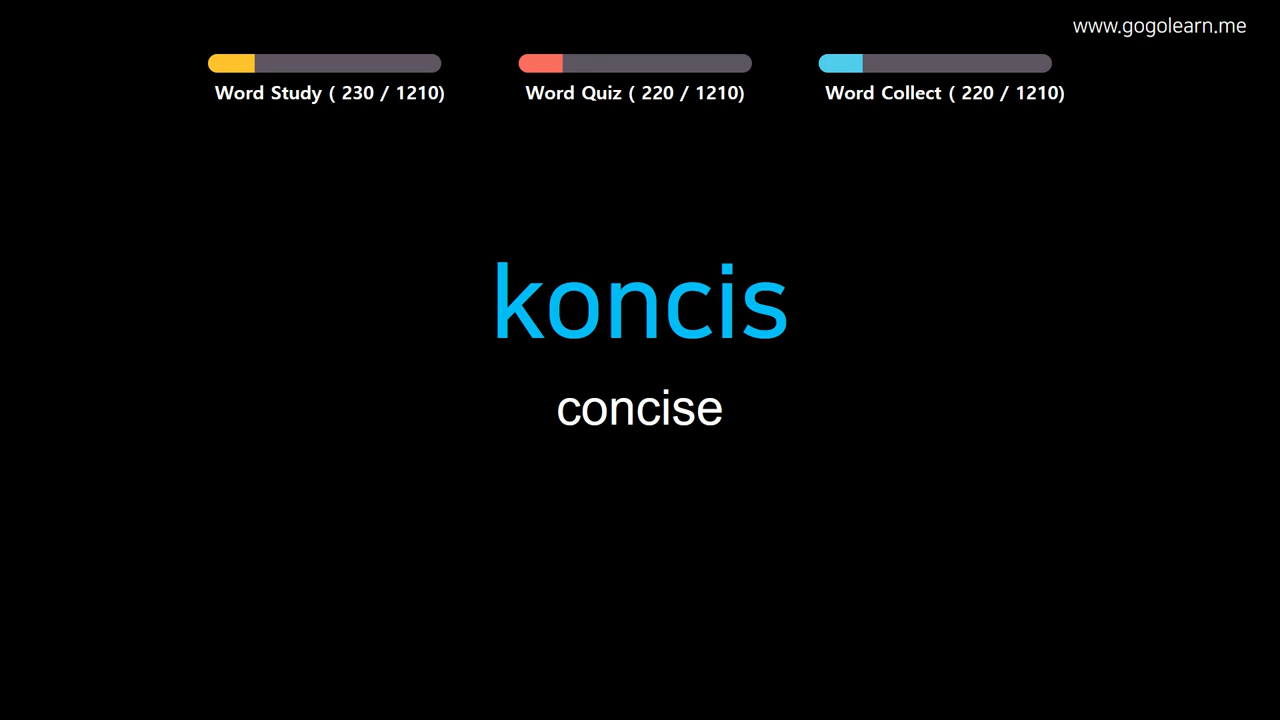 www.gogolearn.me
Word Study ( 230 / 1210)
Word Quiz ( 220 / 1210)
Word Collect ( 220 / 1210)
koncis
concise